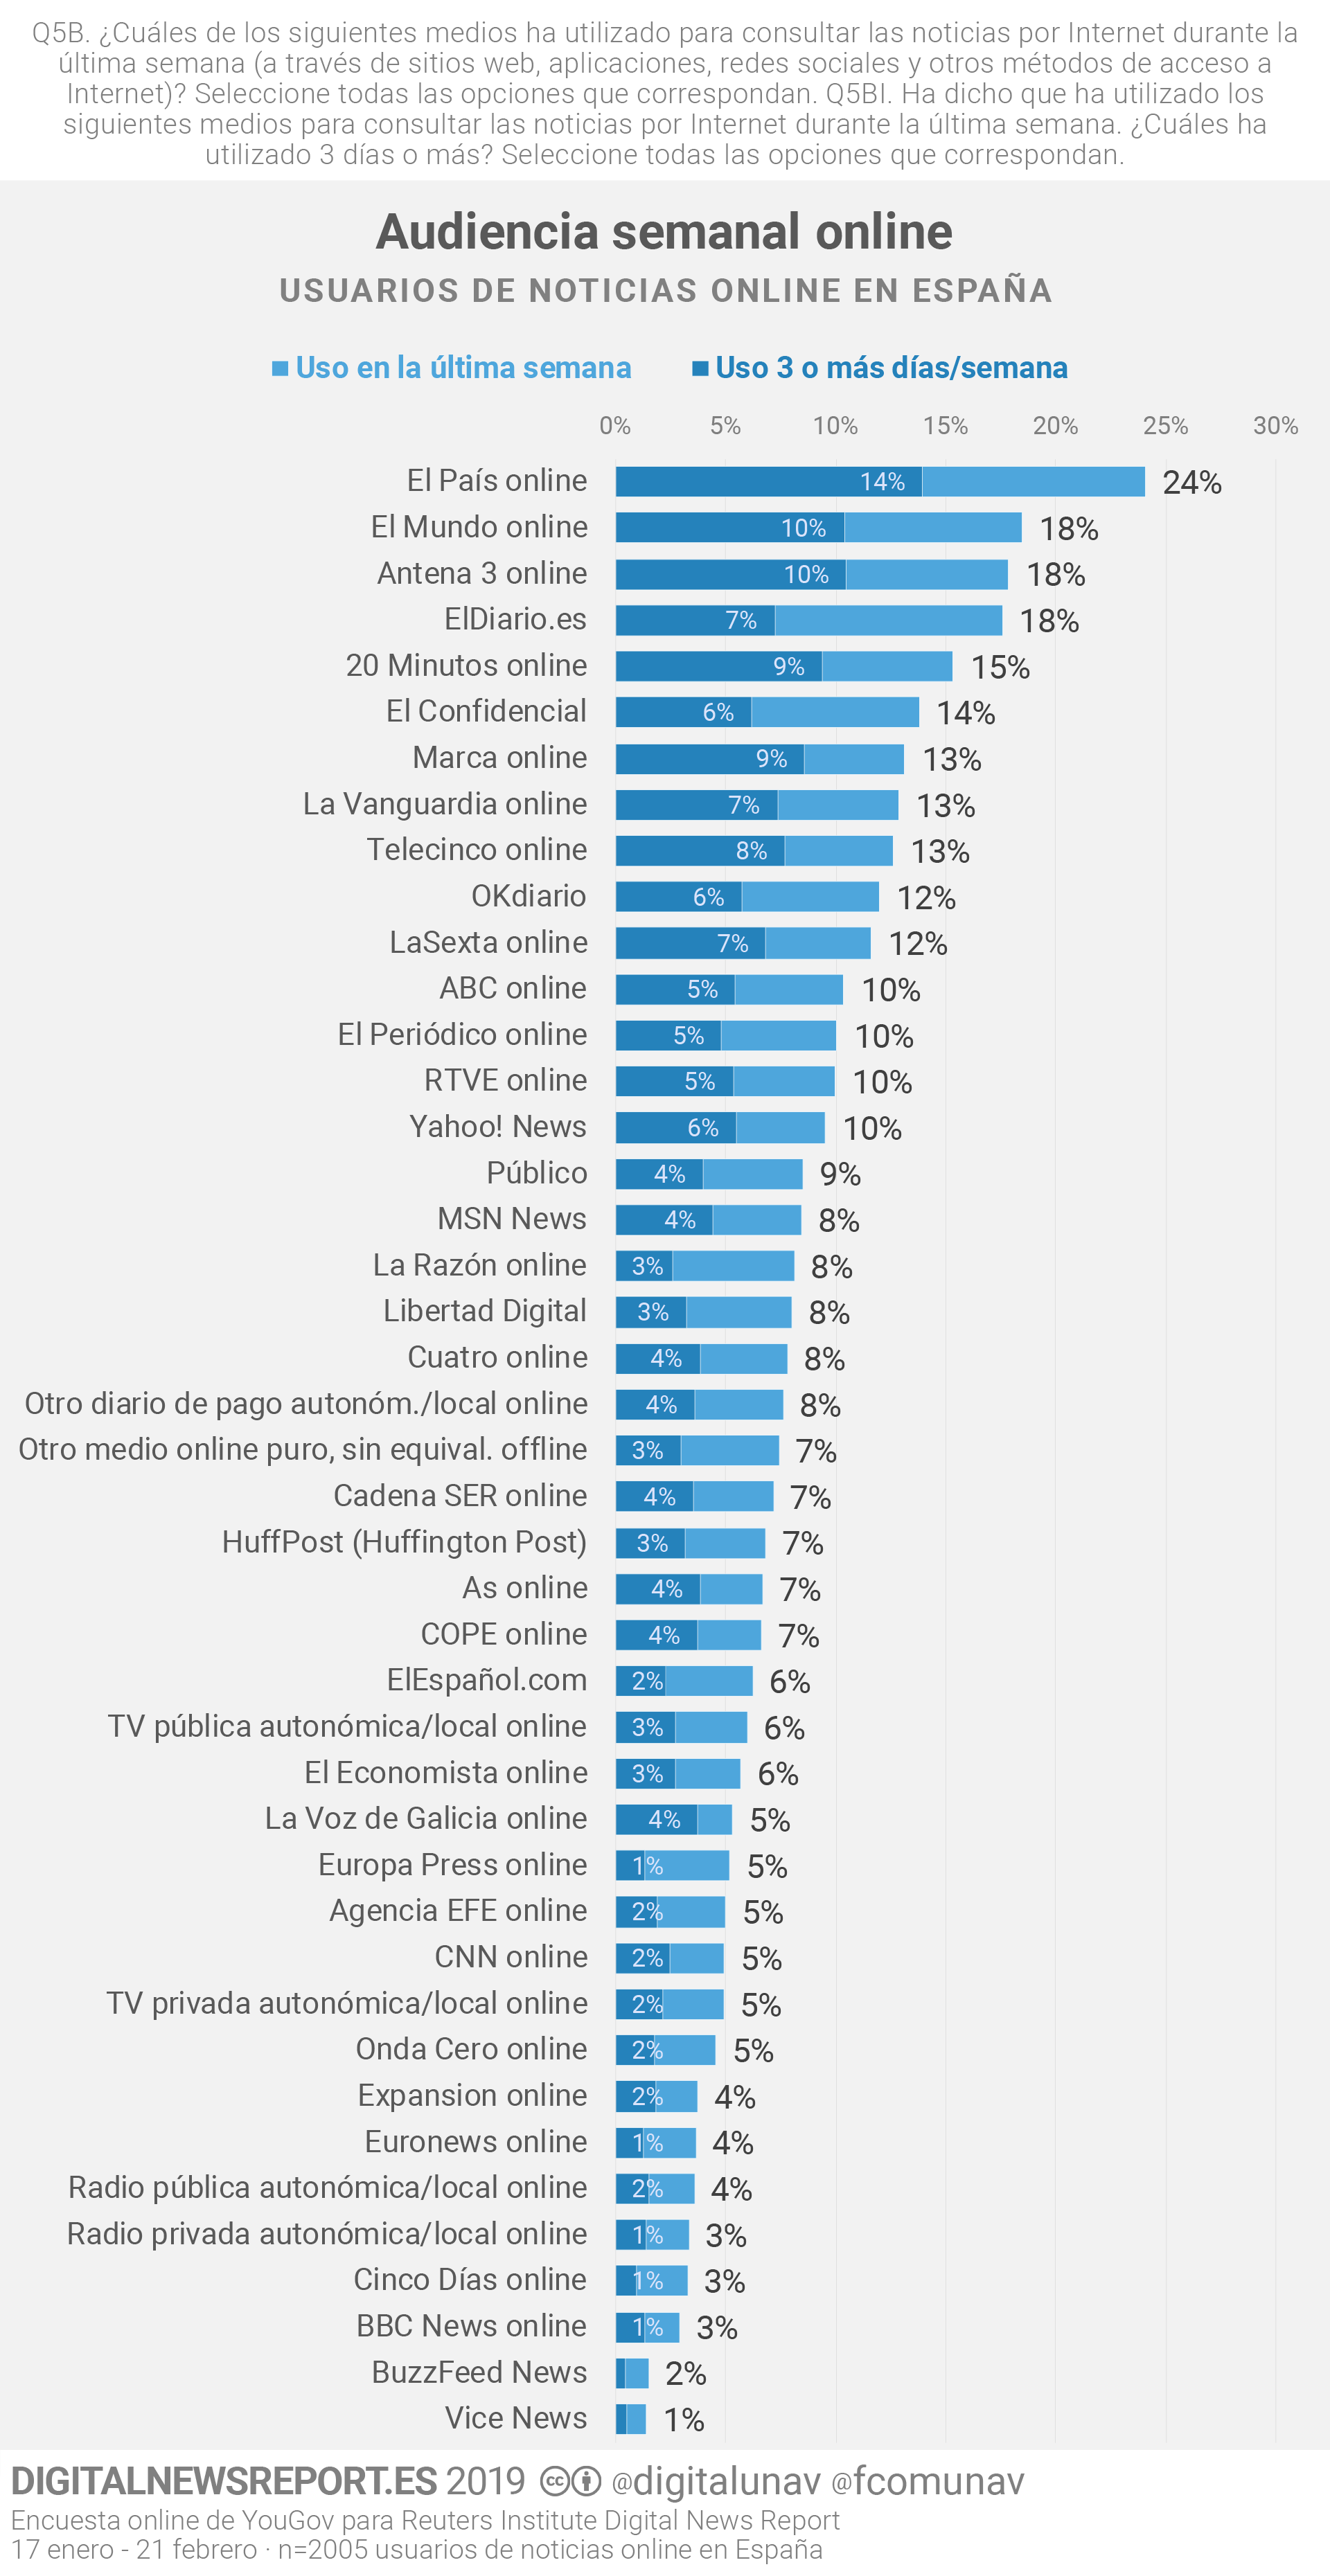 Q5B. ¿Cuáles de los siguientes medios ha utilizado para consultar las noticias por Internet durante la
última semana (a través de sitios web, aplicaciones, redes sociales y otros métodos de acceso a
Internet)? Seleccione todas las opciones que correspondan. Q5BI. Ha dicho que ha utilizado los
siguientes medios para consultar las noticias por Internet durante la última semana. ¿Cuáles ha
utilizado 3 días o más? Seleccione todas las opciones que correspondan.
Audiencia semanal online
USUARIOS DE NOTICIAS ONLINE EN ESPAÑA
Uso en la última semana Uso 3 o más días/semana
0% 5% 10% 15% 20% 25% 30%
El País online 14% 24%
El Mundo online 10% 18%
Antena 3 online 10% 18%
ElDiario.es 7% 18%
20 Minutos online 9% 15%
El Confidencial 6% 14%
Marca online 9% 13%
La Vanguardia online 7% 13%
Telecinco online 8% 13%
OKdiario 6% 12%
LaSexta online 7% 12%
ABC online 5% 10%
El Periódico online 5% 10%
RTVE online 5% 10%
Yahoo! News 6% 10%
Público 4% 9%
MSN News 4% 8%
La Razón online 3% 8%
Libertad Digital 3% 8%
Cuatro online 4% 8%
Otro diario de pago autonóm./local online 4% 8%
Otro medio online puro, sin equival. offline 3% 7%
Cadena SER online 4% 7%
HuffPost (Huffington Post) 3% 7%
As online 4% 7%
COPE online 4% 7%
ElEspañol.com 2% 6%
TV pública autonómica/local online 3% 6%
El Economista online 3% 6%
La Voz de Galicia online 4% 5%
Europa Press online 1% 5%
Agencia EFE online 2% 5%
CNN online 2% 5%
TV privada autonómica/local online 2% 5%
Onda Cero online 2% 5%
Expansion online 2% 4%
Euronews online 1% 4%
Radio pública autonómica/local online 2% 4%
Radio privada autonómica/local online 1% 3%
Cinco Días online 1% 3%
BBC News online 1% 3%
BuzzFeed News 2%
Vice News 1%
DIGITALNEWSREPORT.ES 2019 cc @digitalunav @fcomunav
Encuesta online de YouGov para Reuters Institute Digital News Report
17 enero - 21 febrero · n=2005 usuarios de noticias online en España